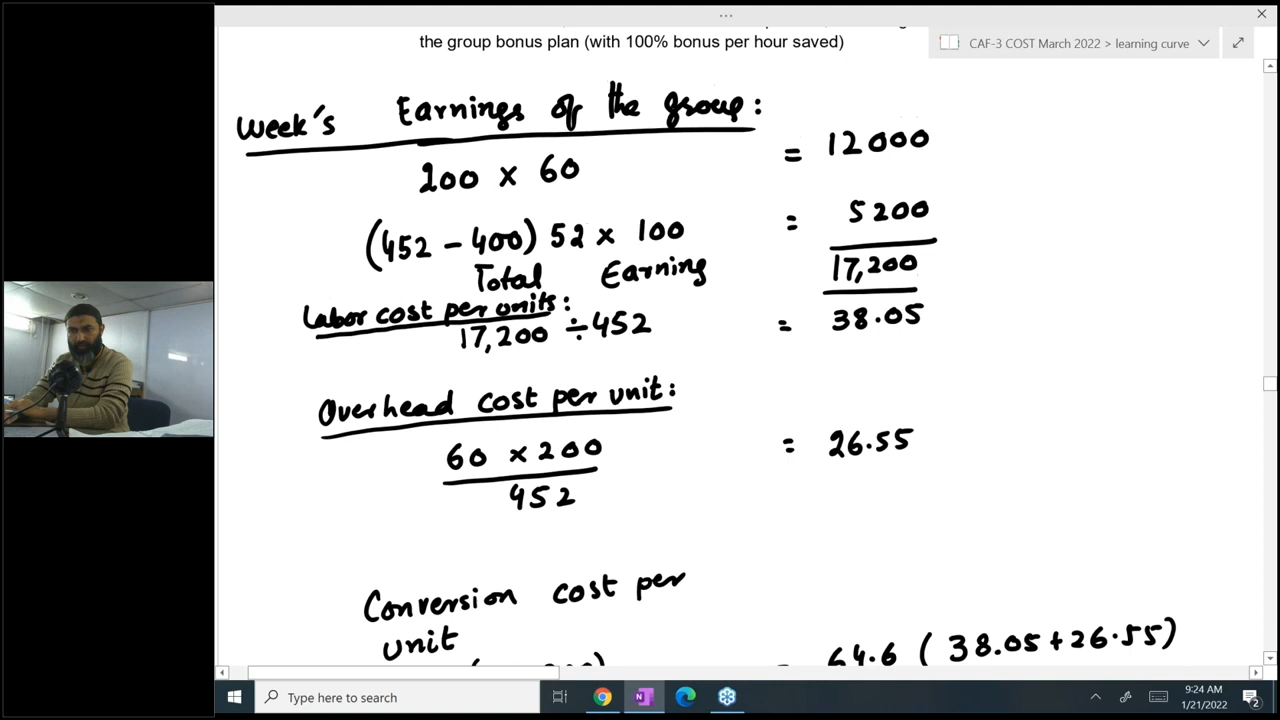 the group bonus plan (with 100% bonus per hour saved)
CAF-3 COST March 2022 > learning curve
Week's Earnings of the group:
200 x 60 = 12000
(452 - 400) 52 x 100 = 5200
Total Earning 17,200
Labor cost per units:
17,200 ÷ 452 = 38.05
Overhead cost per unit:
60 x 200 = 26.55
452
Conversion cost per
unit
= 64.6 (38.05+26.55)
Type here to search
9:24 AM
1/21/2022
2